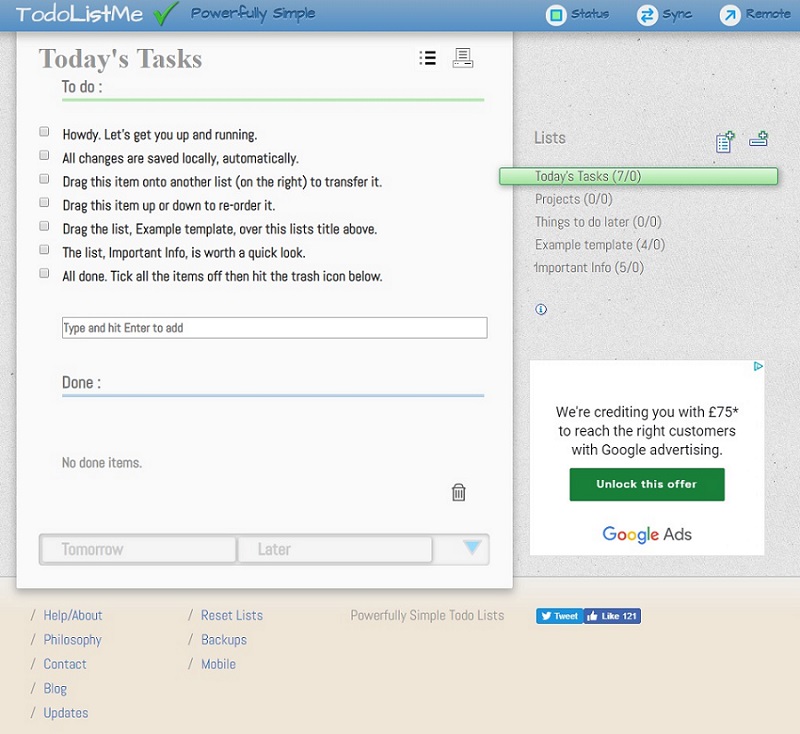 TodoListMe Powerfully Simple Status Sync Remote
Today's Tasks
To do :
Howdy. Let's get you up and running.
All changes are saved locally, automatically.
Drag this item onto another list (on the right) to transfer it.
Drag this item up or down to re-order it.
Drag the list, Example template, over this lists title above.
The list, Important Info, is worth a quick look.
All done. Tick all the items off then hit the trash icon below.
Type and hit Enter to add
Done :
No done items.
Tomorrow Later
Lists
Today's Tasks (7/0)
Projects (0/0)
Things to do later (0/0)
Example template (4/0)
Important Info (5/0)
We're crediting you with £75*
to reach the right customers
with Google advertising.
Unlock this offer
Google Ads
/ Help/About
/ Philosophy
/ Contact
/ Blog
/ Updates
/ Reset Lists
/ Backups
/ Mobile
Powerfully Simple Todo Lists
Tweet Like 121